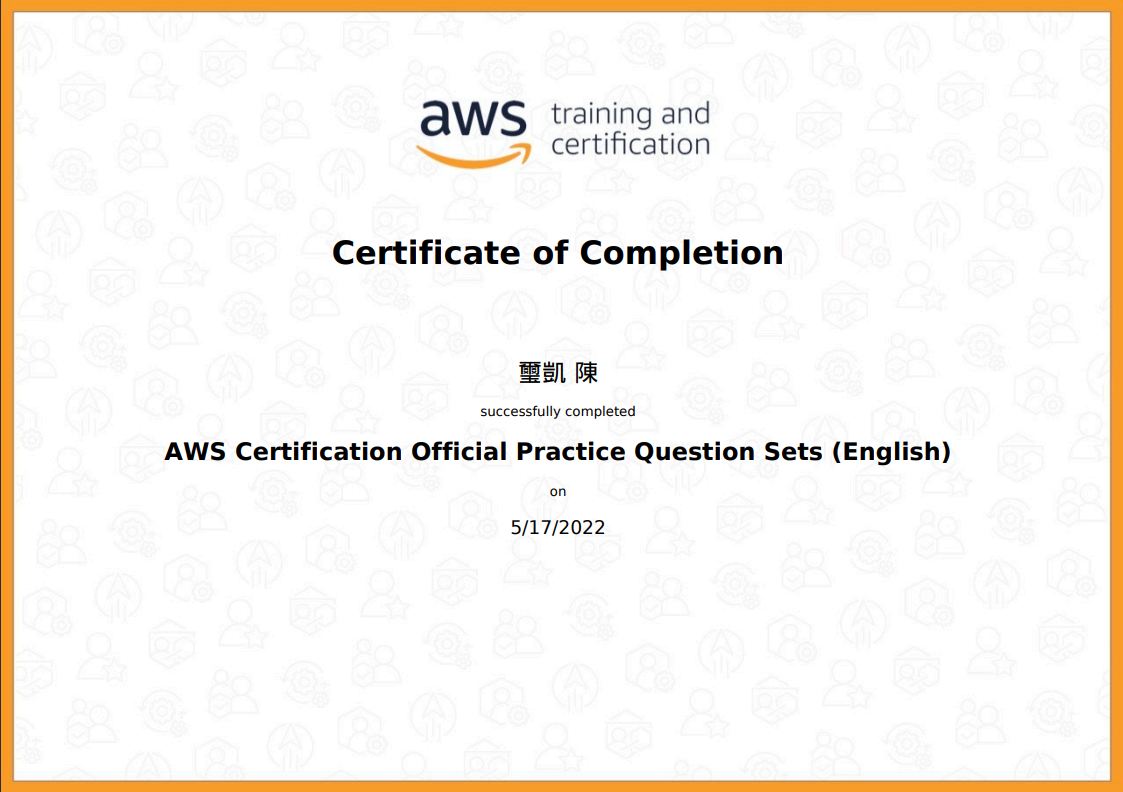 aws training and
certification
Certificate of Completion
璽凱 陳
successfully completed
AWS Certification Official Practice Question Sets (English)
on
5/17/2022